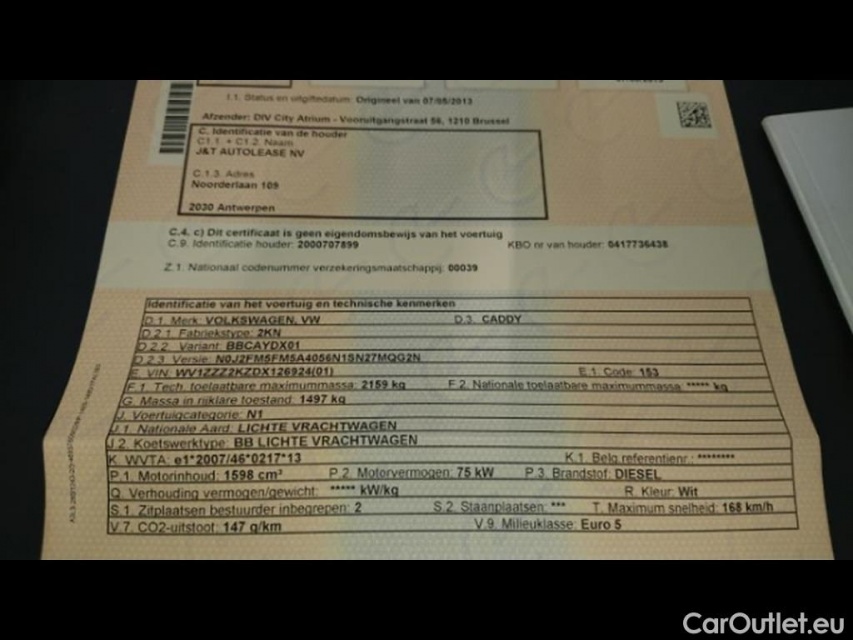 I.1. Status en uitgiftedatum: Origineel van 07/05/2013
Afzender: DIV City Atrium - Vooruitgangstraat 56, 1210 Brussel
C. Identificatie van de houder
C.1.1. + C1.2. Naam
J&T AUTOLEASE NV
C.1.3. Adres
Noorderlaan 109
2030 Antwerpen
C.4. c) Dit certificaat is geen eigendomsbewijs van het voertuig
C.9. Identificatie houder: 2000707899 KBO nr van houder: 0417736438
Z.1. Nationaal codenummer verzekeringsmaatschappij: 00039
Identificatie van het voertuig en technische kenmerken
D.1. Merk: VOLKSWAGEN, VW D.3. CADDY
D.2.1. Fabriekstype: 2KN
D.2.2. Variant: BBCAYDX01
D.2.3. Versie: N0J2FM5FM5A4056N1SN27MQG2N
E. VIN: WV1ZZZ2KZDX126924(01) E.1. Code: 153
F.1. Tech. toelaatbare maximummassa: 2159 kg F.2. Nationale toelaatbare maximummassa: ***** kg
G. Massa in rijklare toestand: 1497 kg
J. Voertuigcategorie: N1
J.1. Nationale Aard: LICHTE VRACHTWAGEN
J.2. Koetswerktype: BB LICHTE VRACHTWAGEN
K. WVTA: e1*2007/46*0217*13 K.1. Belg.referentienr.: ********
P.1. Motorinhoud: 1598 cm³ P.2. Motorvermogen: 75 kW P.3. Brandstof: DIESEL
Q. Verhouding vermogen/gewicht: ***** kW/kg R. Kleur: Wit
S.1. Zitplaatsen bestuurder inbegrepen: 2 S.2. Staanplaatsen: *** T. Maximum snelheid: 168 km/h
V.7. CO2-uitstoot: 147 g/km V.9. Milieuklasse: Euro 5
CarOutlet.eu